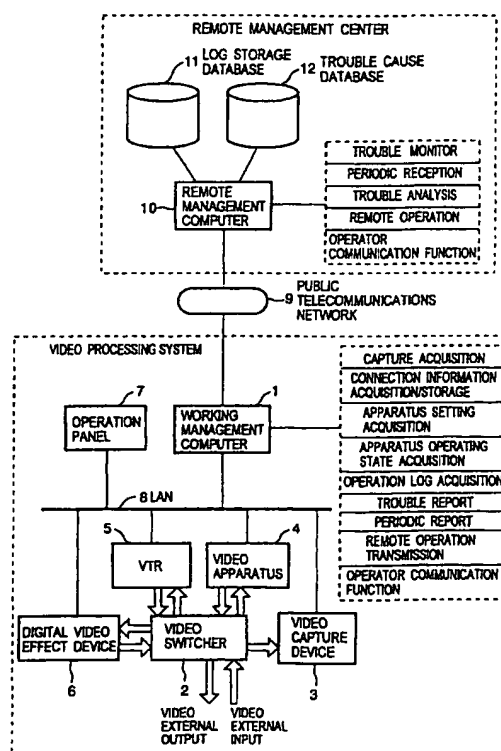 REMOTE MANAGEMENT CENTER
11
LOG STORAGE
DATABASE
12
TROUBLE CAUSE
DATABASE
10
REMOTE
MANAGEMENT
COMPUTER
TROUBLE MONITOR
PERIODIC RECEPTION
TROUBLE ANALYSIS
REMOTE OPERATION
OPERATOR
COMMUNICATION FUNCTION
9
PUBLIC
TELECOMMUNICATIONS
NETWORK
VIDEO PROCESSING SYSTEM
7
OPERATION
PANEL
1
WORKING
MANAGEMENT
COMPUTER
CAPTURE ACQUISITION
CONNECTION INFORMATION
ACQUISITION/STORAGE
APPARATUS SETTING
ACQUISITION
APPARATUS OPERATING
STATE ACQUISITION
OPERATION LOG ACQUISITION
TROUBLE REPORT
PERIODIC REPORT
REMOTE OPERATION
TRANSMISSION
OPERATOR COMMUNICATION
FUNCTION
8 LAN
5
VTR
4
VIDEO
APPARATUS
DIGITAL VIDEO
EFFECT DEVICE
6
VIDEO
SWITCHER
2
VIDEO
CAPTURE
DEVICE
3
VIDEO
EXTERNAL
OUTPUT
VIDEO
EXTERNAL
INPUT